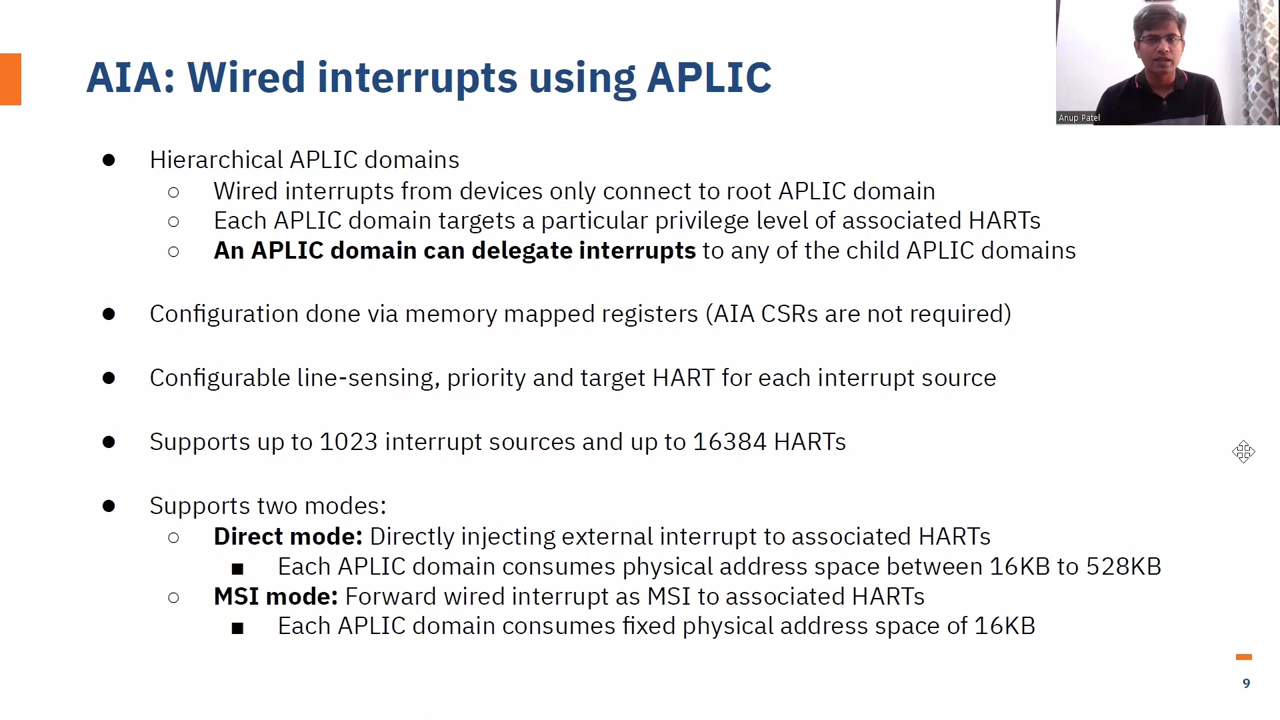 AIA: Wired interrupts using APLIC
Anup Patel
● Hierarchical APLIC domains
○ Wired interrupts from devices only connect to root APLIC domain
○ Each APLIC domain targets a particular privilege level of associated HARTs
○ An APLIC domain can delegate interrupts to any of the child APLIC domains
● Configuration done via memory mapped registers (AIA CSRs are not required)
● Configurable line-sensing, priority and target HART for each interrupt source
● Supports up to 1023 interrupt sources and up to 16384 HARTs
● Supports two modes:
○ Direct mode: Directly injecting external interrupt to associated HARTs
■ Each APLIC domain consumes physical address space between 16KB to 528KB
○ MSI mode: Forward wired interrupt as MSI to associated HARTs
■ Each APLIC domain consumes fixed physical address space of 16KB
9